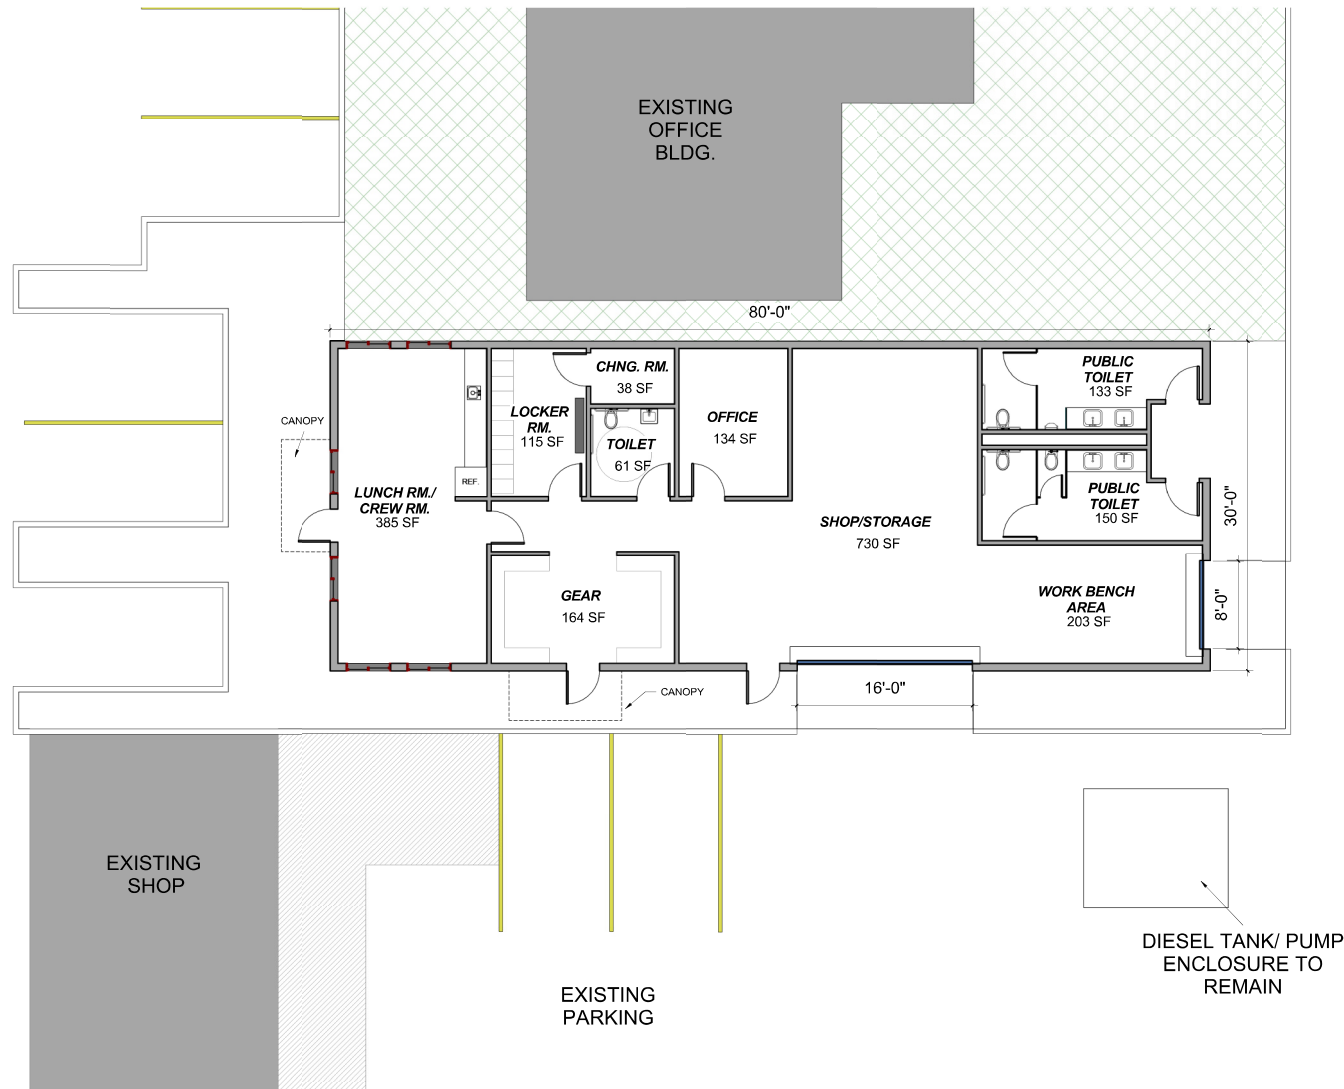 EXISTING
OFFICE
BLDG.
80'-0"
CANOPY
LUNCH RM./
CREW RM.
385 SF
REF.
LOCKER
RM.
115 SF
CHNG. RM.
38 SF
TOILET
61 SF
OFFICE
134 SF
SHOP/STORAGE
730 SF
PUBLIC
TOILET
133 SF
PUBLIC
TOILET
150 SF
30'-0"
GEAR
164 SF
WORK BENCH
AREA
203 SF
8'-0"
CANOPY
16'-0"
EXISTING
SHOP
EXISTING
PARKING
DIESEL TANK/ PUMP
ENCLOSURE TO
REMAIN